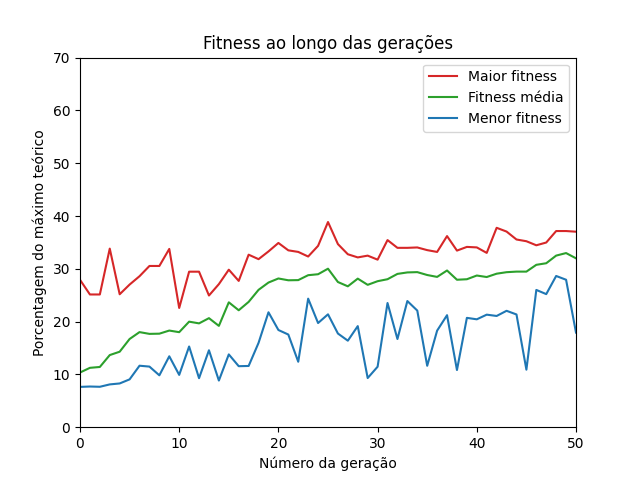 Fitness ao longo das gerações
Maior fitness
Fitness média
Menor fitness
Porcentagem do máximo teórico
70
60
50
40
30
20
10
0
0 10 20 30 40 50
Número da geração